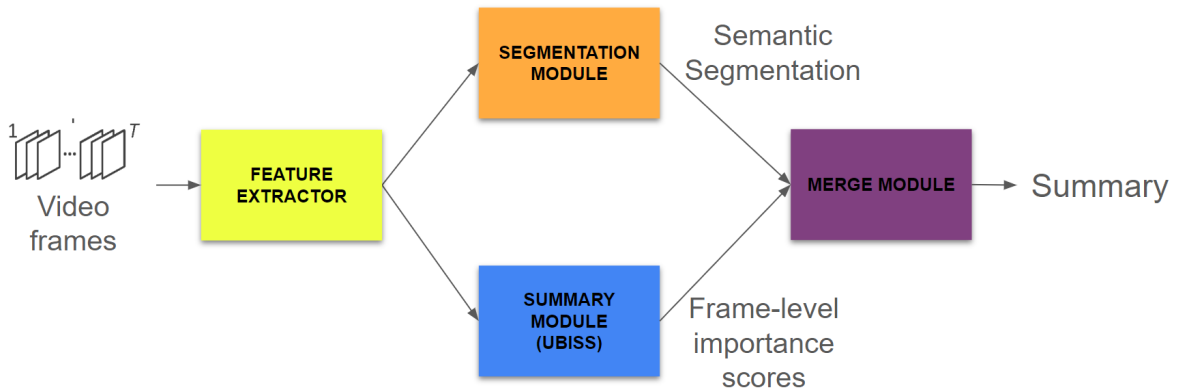 1 ... T
Video
frames
FEATURE
EXTRACTOR
SEGMENTATION
MODULE
Semantic
Segmentation
SUMMARY
MODULE
(UBISS)
Frame-level
importance
scores
MERGE MODULE
Summary